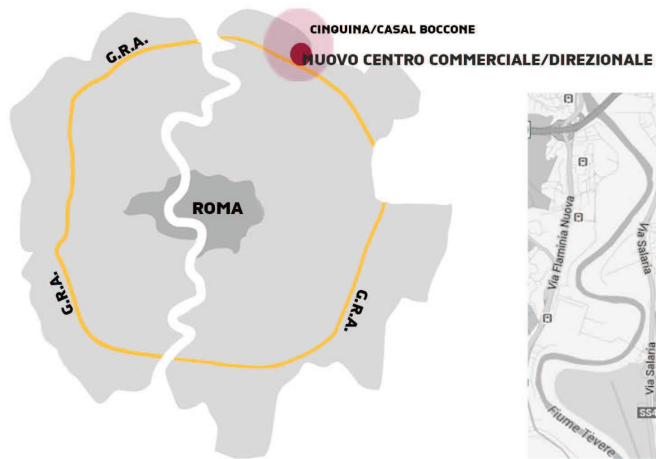 CINQUINA/CASAL BOCCONE
NUOVO CENTRO COMMERCIALE/DIREZIONALE
G.R.A.
ROMA
G.R.A.
G.R.A.
Via Flaminia Nuova
Via Salaria
Via Salaria
SS4
Fiume Tevere